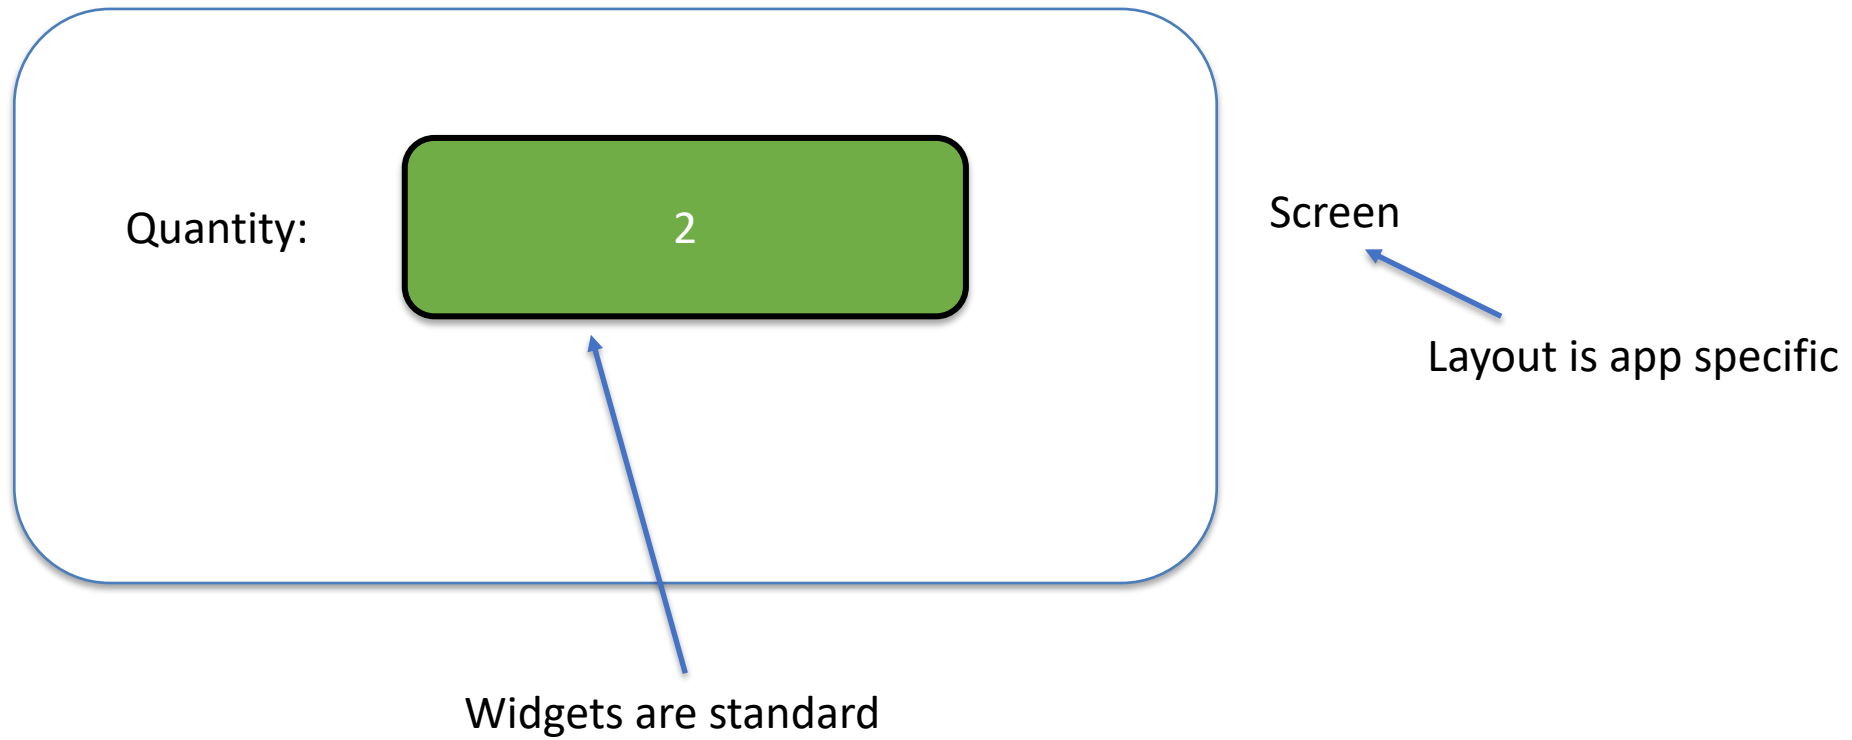 Quantity:
2
Screen
Layout is app specific
Widgets are standard